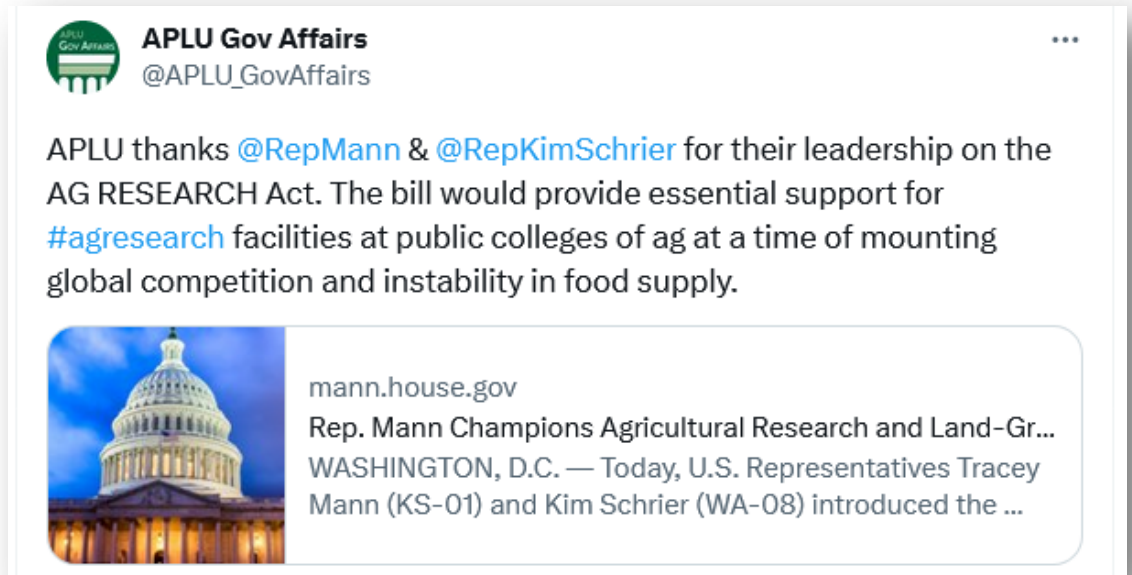 APLU
GOV AFFAIRS
APLU Gov Affairs
@APLU_GovAffairs
APLU thanks @RepMann & @RepKimSchrier for their leadership on the
AG RESEARCH Act. The bill would provide essential support for
#agresearch facilities at public colleges of ag at a time of mounting
global competition and instability in food supply.
mann.house.gov
Rep. Mann Champions Agricultural Research and Land-Gr...
WASHINGTON, D.C. — Today, U.S. Representatives Tracey
Mann (KS-01) and Kim Schrier (WA-08) introduced the ...